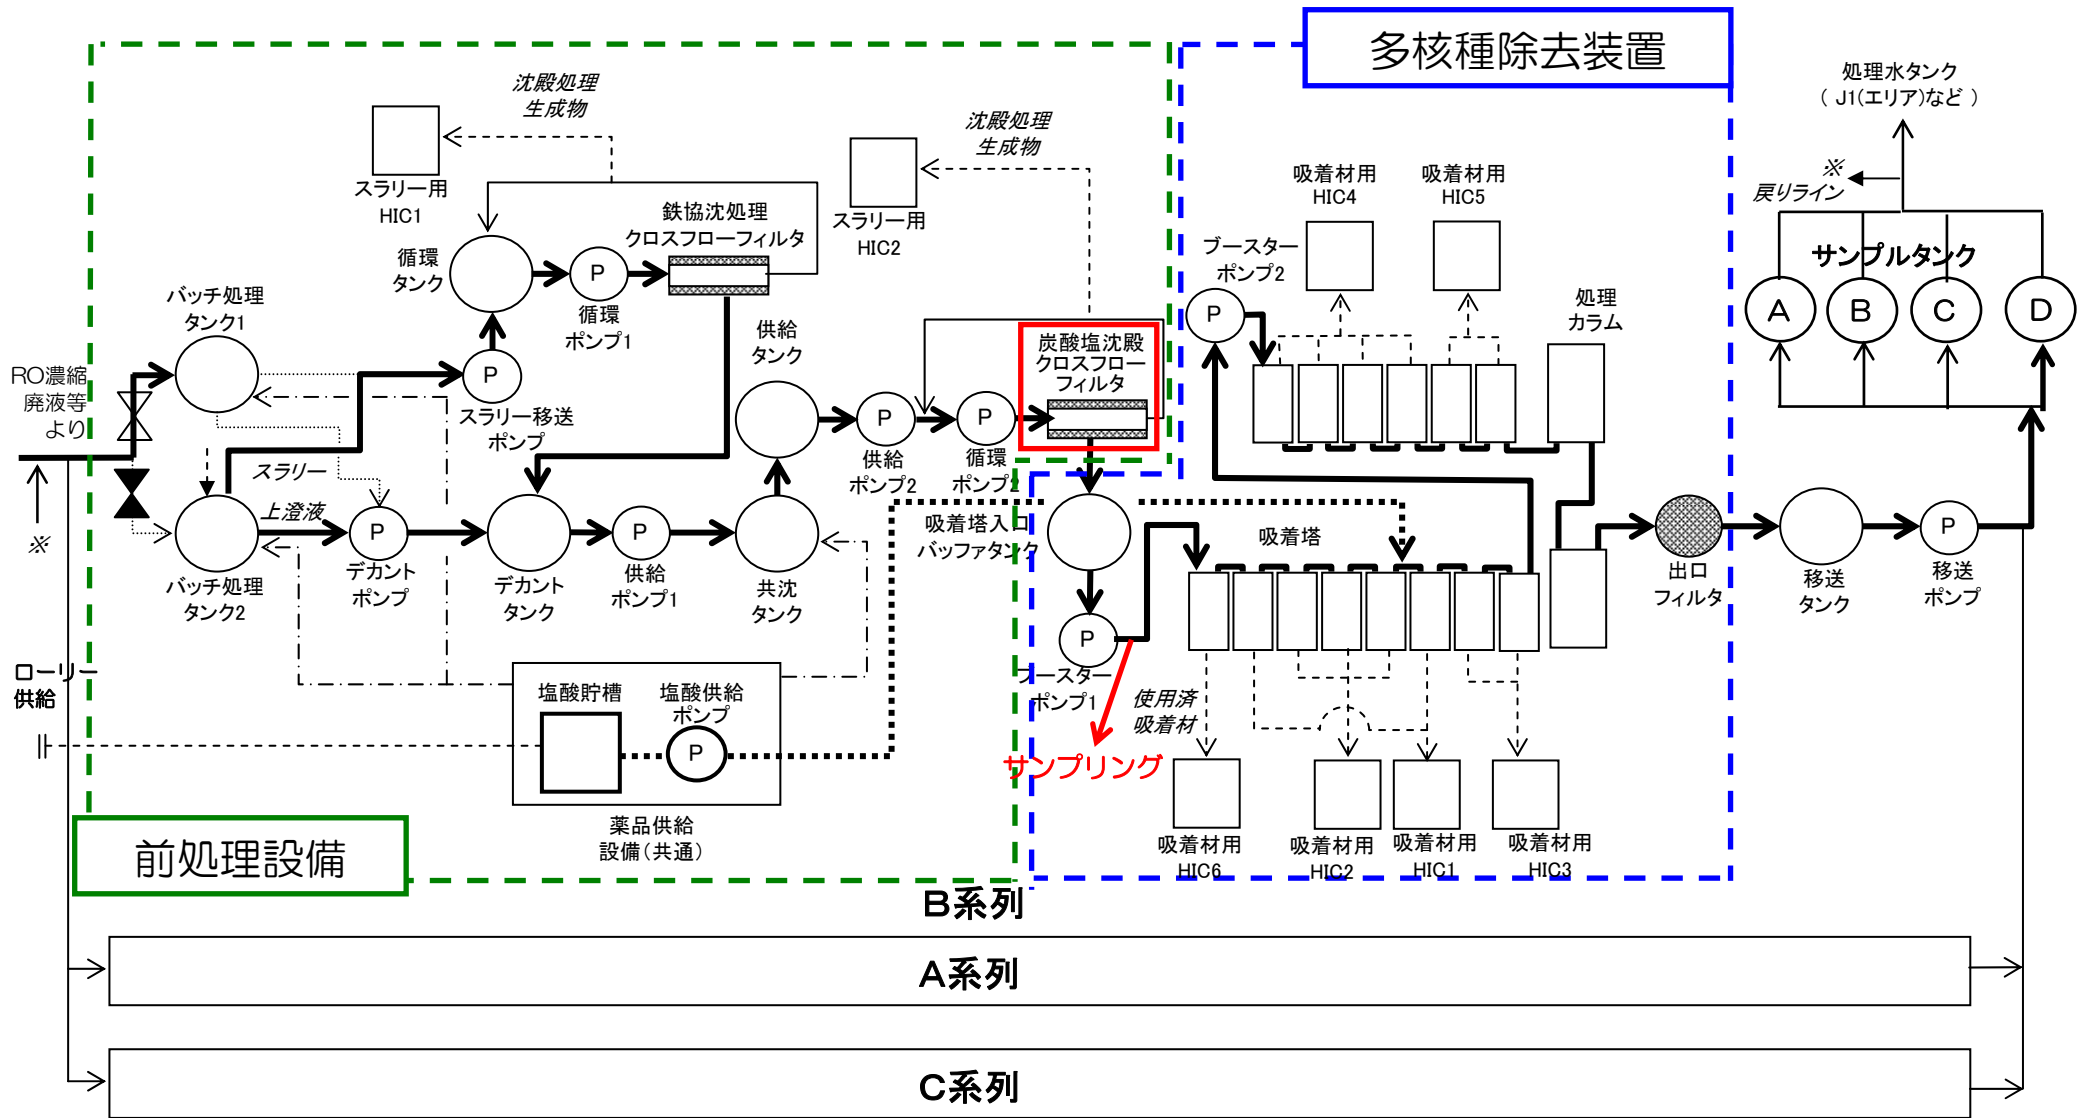 多核種除去装置
処理水タンク
( J1(エリア)など )
沈殿処理
生成物
沈殿処理
生成物
スラリー用
HIC1
スラリー用
HIC2
吸着材用
HIC4
吸着材用
HIC5
※
戻りライン
鉄協沈処理
クロスフローフィルタ
循環
タンク
P
循環
ポンプ1
ブースター
ポンプ2
P
サンプルタンク
A
B
C
D
バッチ処理
タンク1
処理
カラム
供給
タンク
炭酸塩沈殿
クロスフロー
フィルタ
RO濃縮
廃液等
より
P
スラリー移送
ポンプ
P
供給
ポンプ2
P
循環
ポンプ2
スラリー
上澄液
※
バッチ処理
タンク2
P
デカント
ポンプ
デカント
タンク
P
供給
ポンプ1
共沈
タンク
吸着塔入口
バッファタンク
吸着塔
出口
フィルタ
移送
タンク
P
移送
ポンプ
P
ブースター
ポンプ1
使用済
吸着材
サンプリング
ローリー
供給
塩酸貯槽
塩酸供給
ポンプ
P
薬品供給
設備(共通)
吸着材用
HIC6
吸着材用
HIC2
吸着材用
HIC1
吸着材用
HIC3
前処理設備
B系列
A系列
C系列